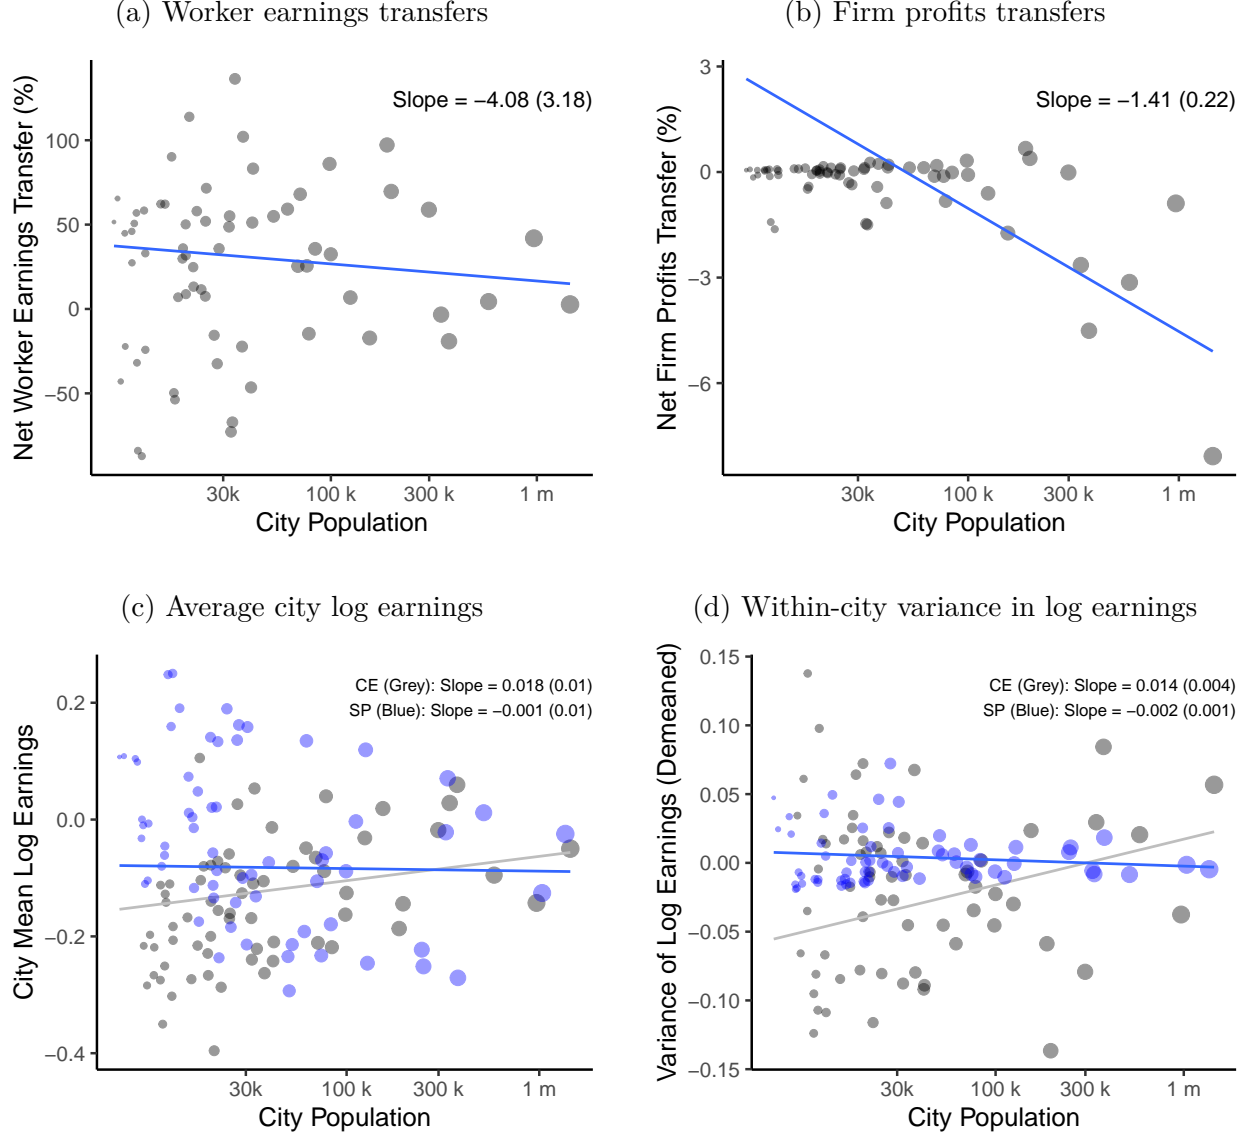 (a) Worker earnings transfers
Net Worker Earnings Transfer (%)
Slope = −4.08 (3.18)
100
50
0
−50
30k
100 k
300 k
1 m
City Population
(b) Firm profits transfers
Net Firm Profits Transfer (%)
Slope = −1.41 (0.22)
3
0
−3
−6
30k
100 k
300 k
1 m
City Population
(c) Average city log earnings
City Mean Log Earnings
CE (Grey): Slope = 0.018 (0.01)
SP (Blue): Slope = −0.001 (0.01)
0.2
0.0
−0.2
−0.4
30k
100 k
300 k
1 m
City Population
(d) Within-city variance in log earnings
Variance of Log Earnings (Demeaned)
CE (Grey): Slope = 0.014 (0.004)
SP (Blue): Slope = −0.002 (0.001)
0.15
0.10
0.05
0.00
−0.05
−0.10
−0.15
30k
100 k
300 k
1 m
City Population